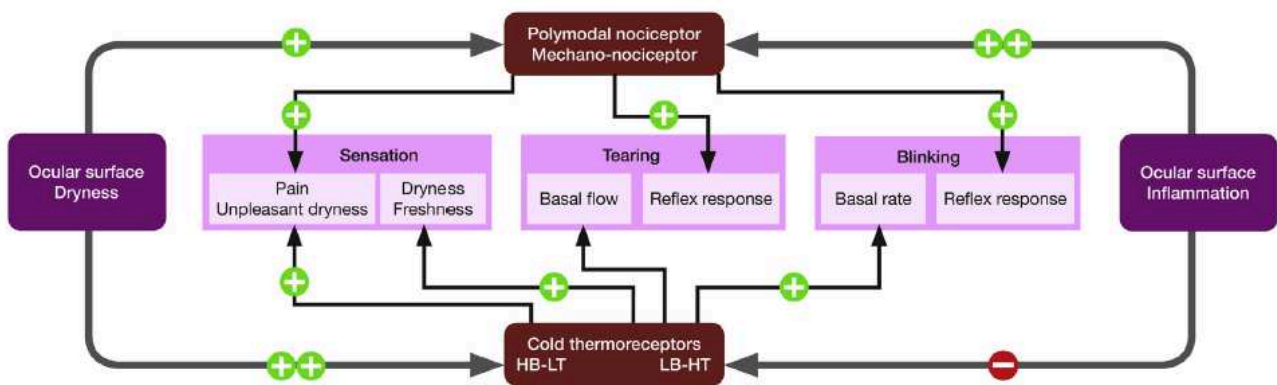 Polymodal nociceptor
Mechano-nociceptor
Ocular surface
Dryness
Sensation
Pain
Unpleasant dryness
Dryness
Freshness
Tearing
Basal flow
Reflex response
Blinking
Basal rate
Reflex response
Ocular surface
Inflammation
Cold thermoreceptors
HB-LT LB-HT